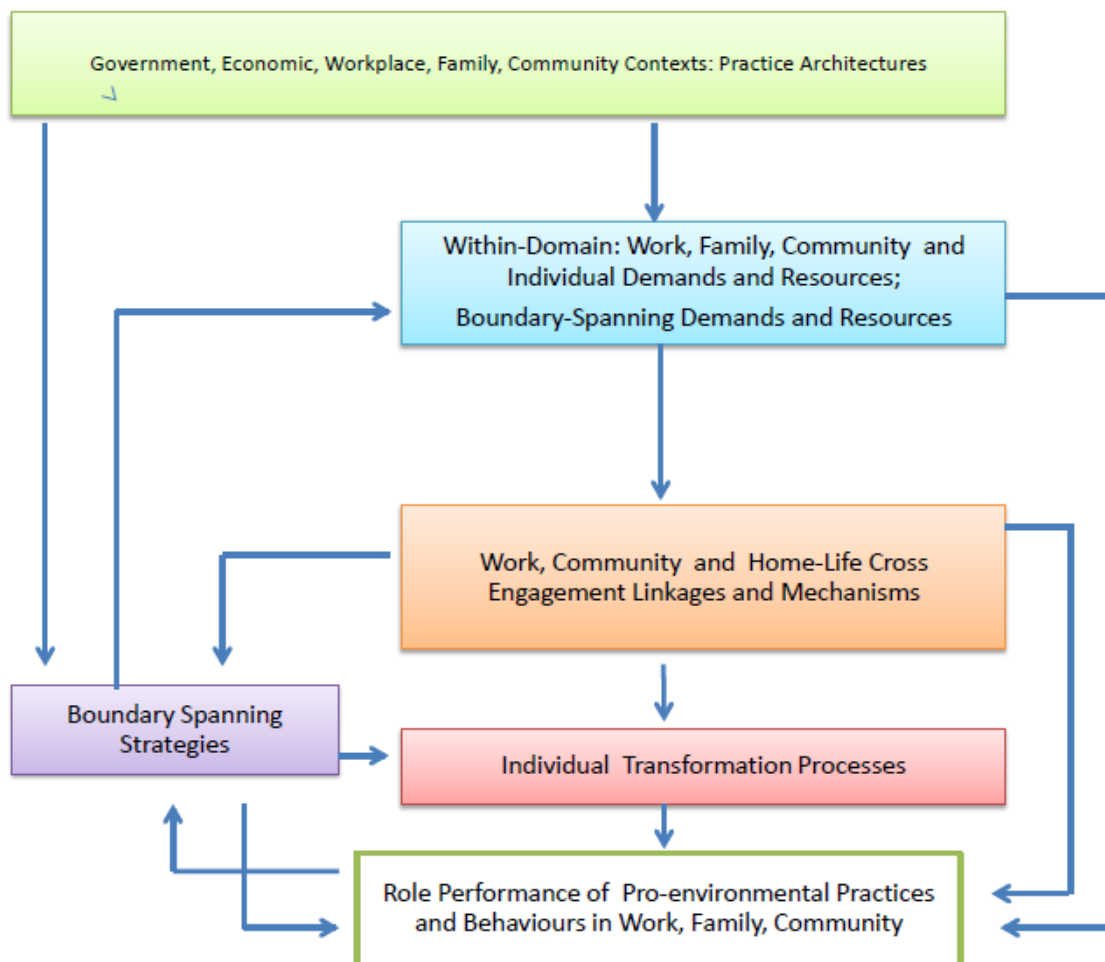 Government, Economic, Workplace, Family, Community Contexts: Practice Architectures
Within-Domain: Work, Family, Community and
Individual Demands and Resources;
Boundary-Spanning Demands and Resources
Work, Community and Home-Life Cross
Engagement Linkages and Mechanisms
Boundary Spanning
Strategies
Individual Transformation Processes
Role Performance of Pro-environmental Practices
and Behaviours in Work, Family, Community